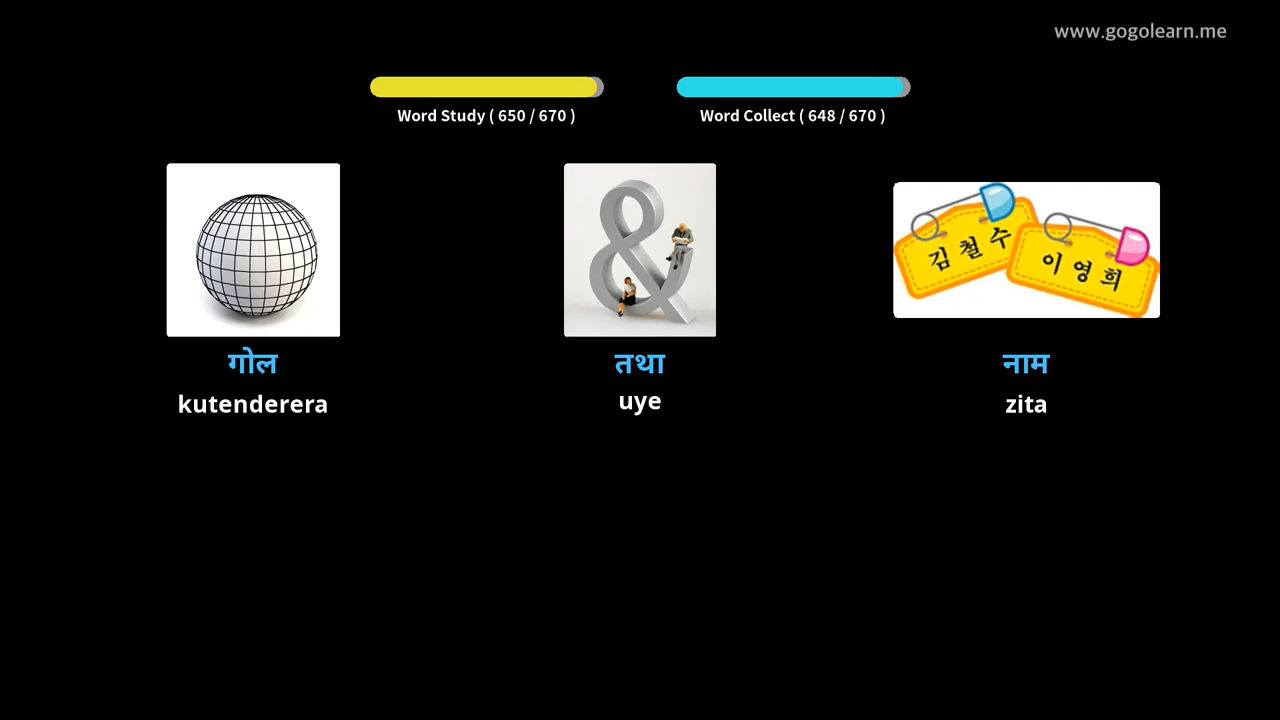 www.gogolearn.me
Word Study ( 650 / 670 )
Word Collect ( 648 / 670 )
&
김철수
이영희
गोल
तथा
नाम
kutenderera
uye
zita